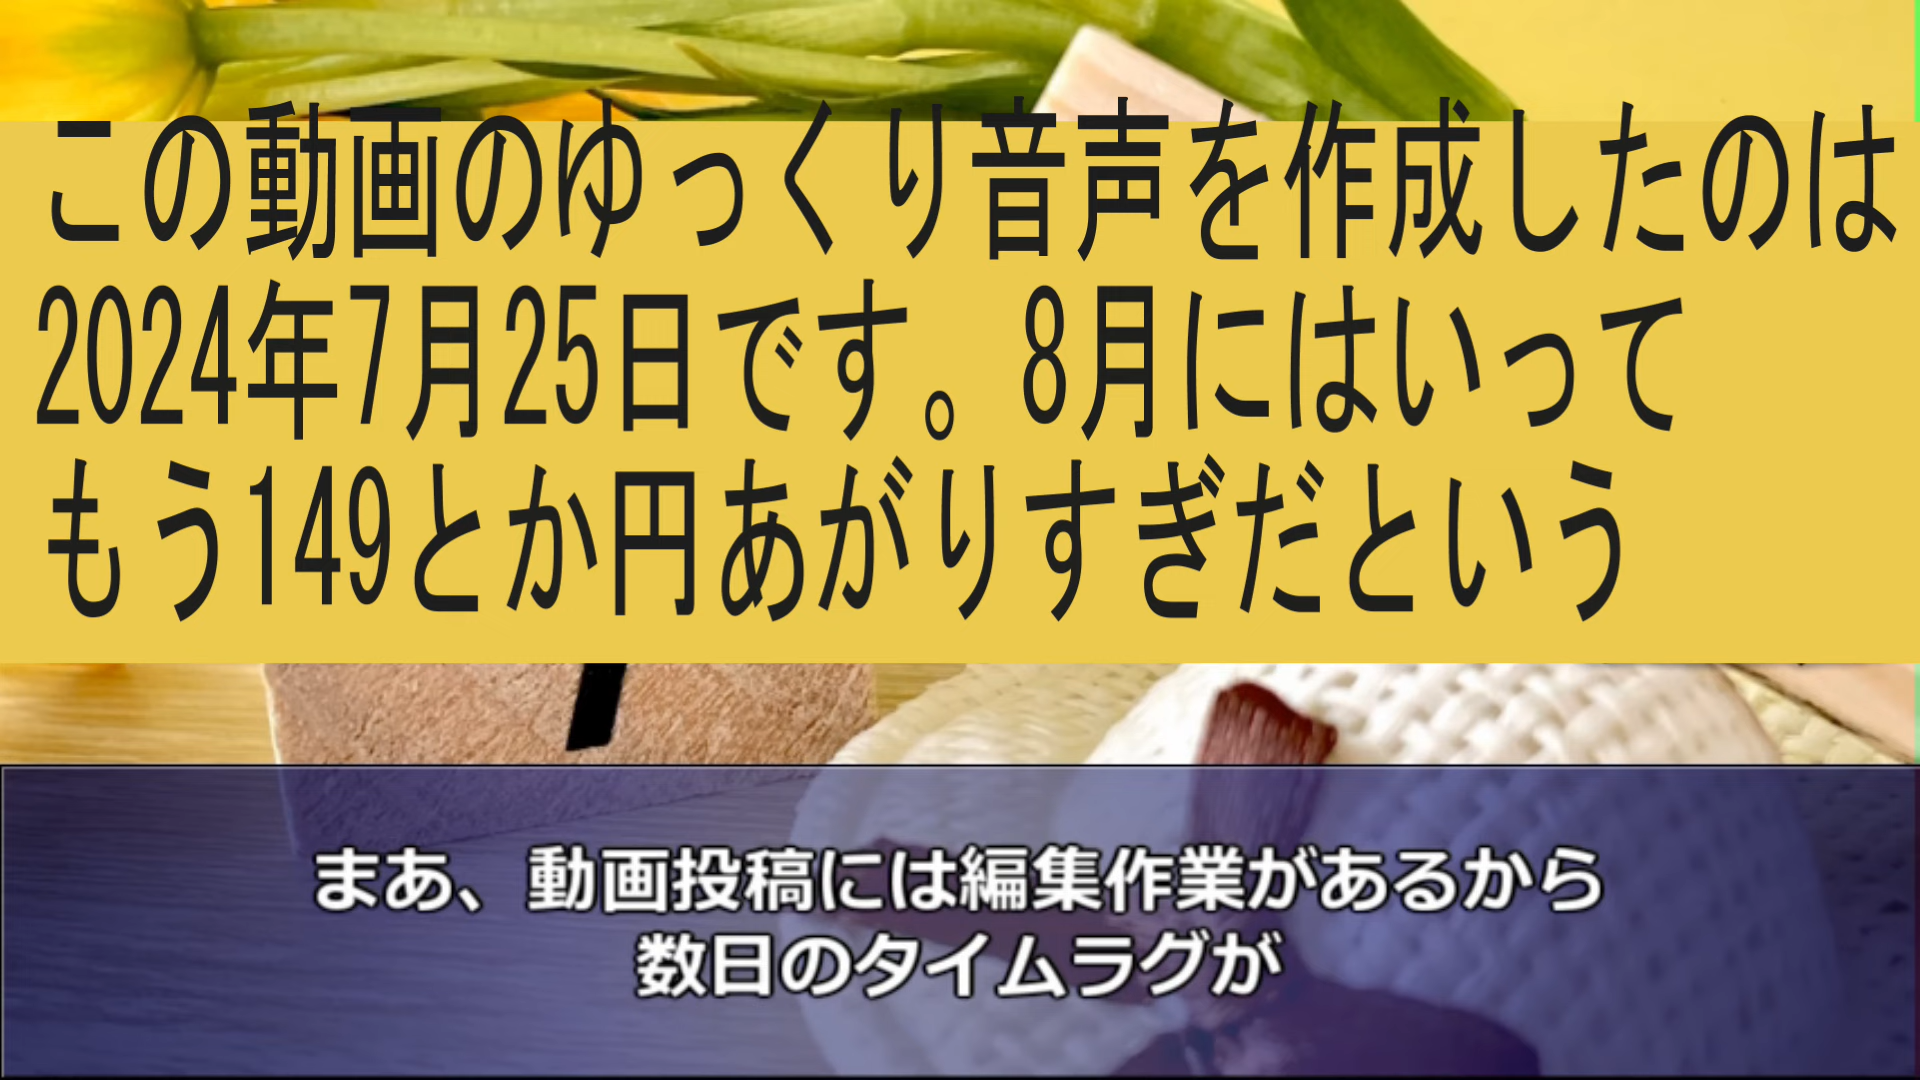 この動画のゆっくり音声を作成したのは
2024年7月25日です。8月にはいって
もう149とか円あがりすぎだという
まあ、動画投稿には編集作業があるから
数日のタイムラグが